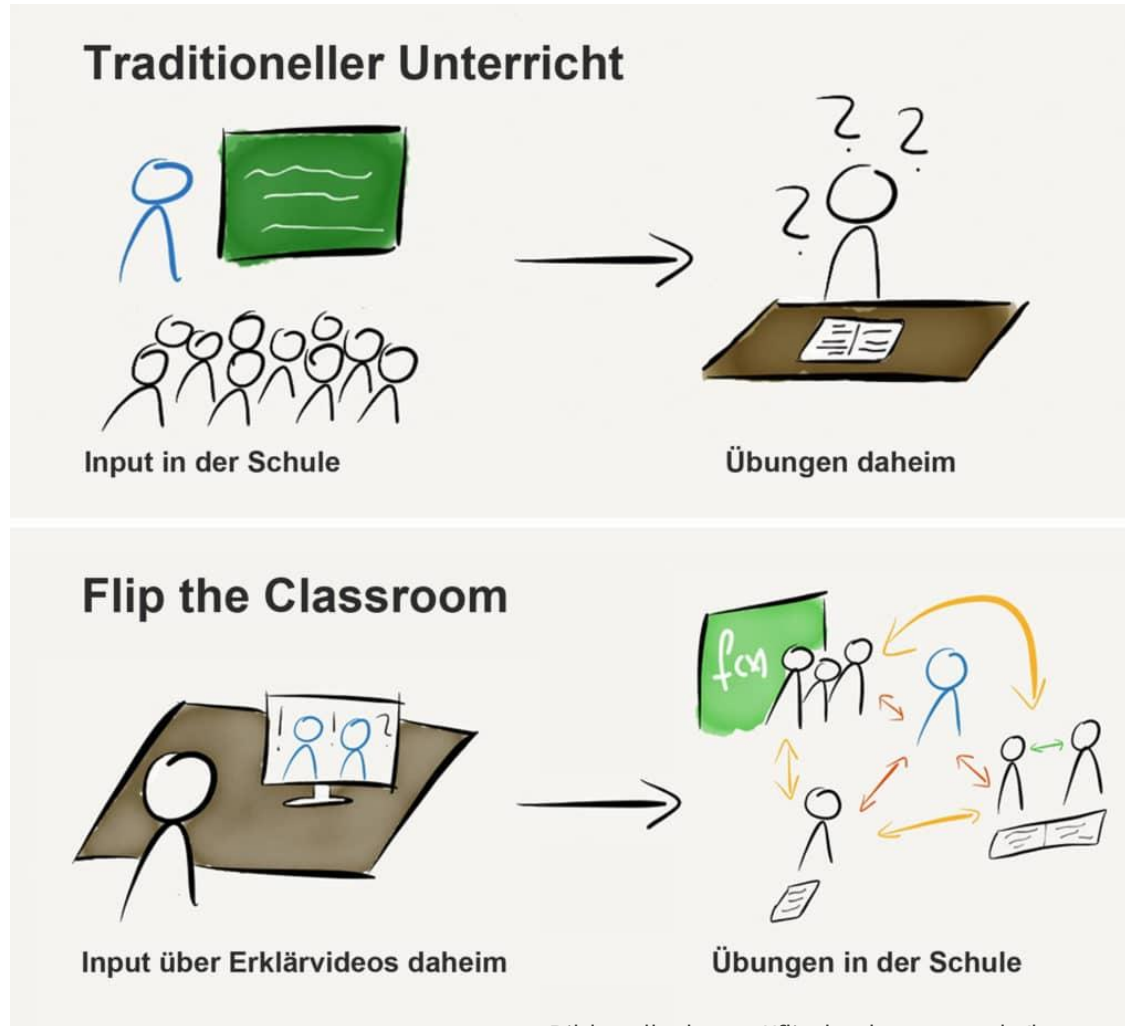 Traditioneller Unterricht
? ?
?
Input in der Schule
Übungen daheim
Flip the Classroom
! ! ?
f(x)
Input über Erklärvideos daheim
Übungen in der Schule